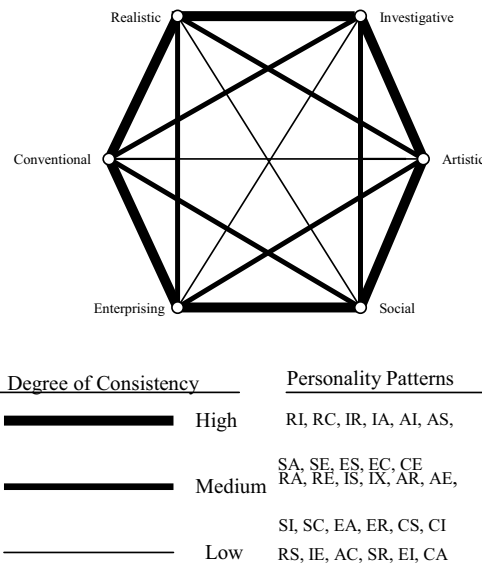 Realistic
Investigative
Conventional
Artistic
Enterprising
Social
Degree of Consistency
Personality Patterns
High
RI, RC, IR, IA, AI, AS,
SA, SE, ES, EC, CE
Medium
RA, RE, IS, IX, AR, AE,
SI, SC, EA, ER, CS, CI
Low
RS, IE, AC, SR, EI, CA